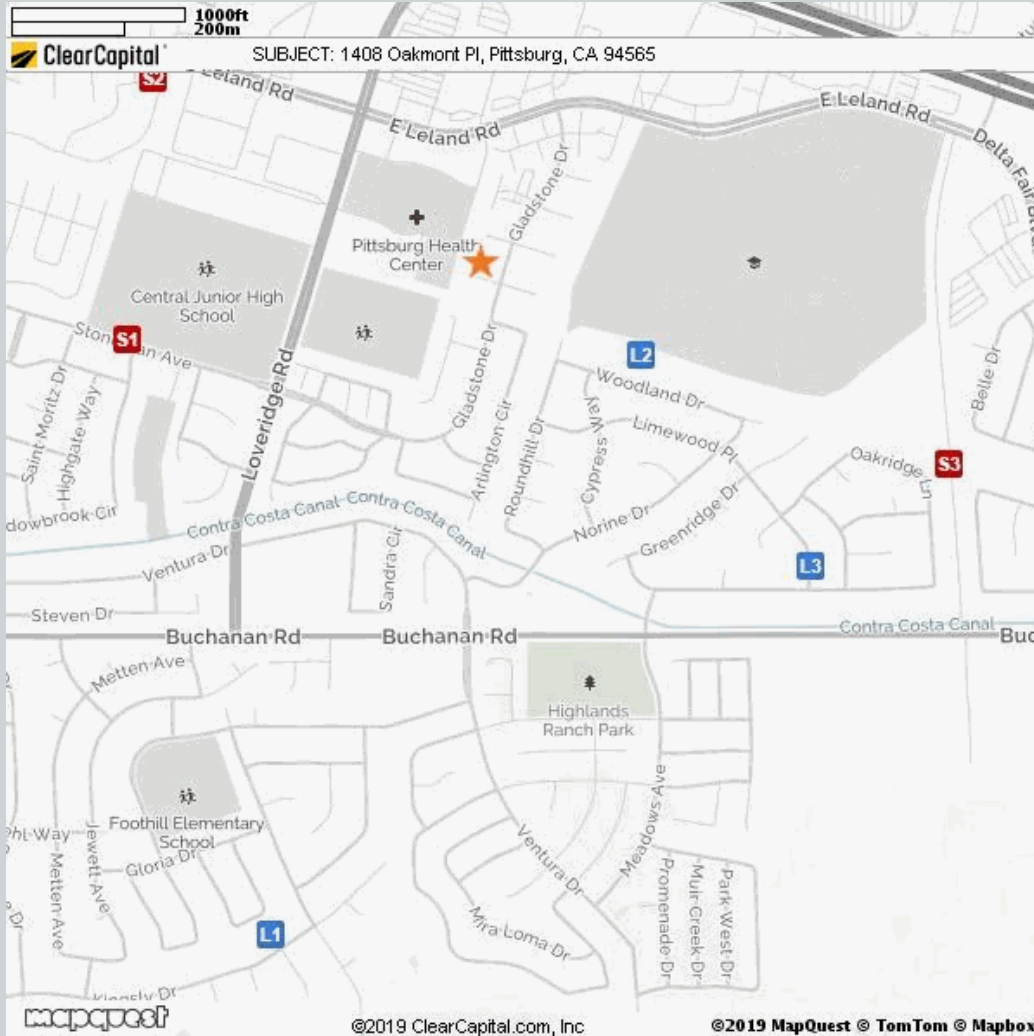 1000ft
200m
ClearCapital
SUBJECT: 1408 Oakmont Pl, Pittsburg, CA 94565
S2
Leland Rd
E Leland Rd
E Leland Rd
Delta Fair
Gladstone Dr
Pittsburg Health
Center
Central Junior High
School
S1
Loveridge Rd
Gladstone Dr
L2
Woodland Dr
Belle Dr
Saint Moritz Dr
Highgate Way
Arlington Cir
Roundhill Dr
Cypress Way
Limewood Pl
Oakridge Ln
S3
dowbrook Cir
Contra Costa Canal
Contra Costa Canal
Norine Dr
Greenridge Dr
Ventura Dr
Sandra Cir
L3
Steven Dr
Buchanan Rd
Buchanan Rd
Contra Costa Canal
Buc
Metten Ave
Highlands
Ranch Park
Foothill Elementary
School
Way
Jewett Ave
Metten Ave
Gloria Dr
Ventura Dr
Meadows Ave
Promenade Dr
Muir Creek Dr
Park West Dr
e Dr
L1
Mira Loma Dr
Kingsly Dr
mapquest
©2019 ClearCapital.com, Inc
©2019 MapQuest © TomTom © Mapbox